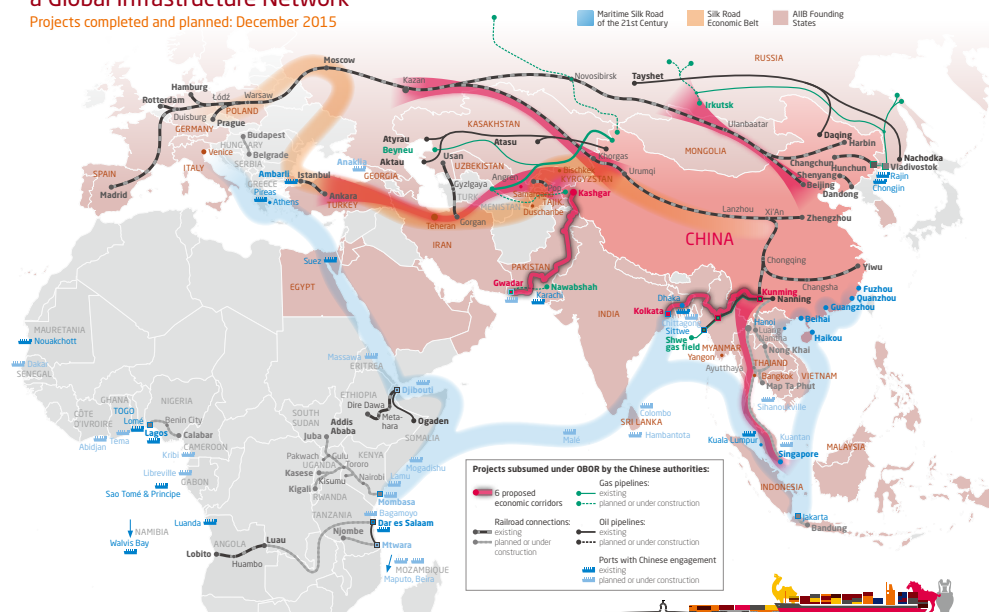 a Global Infrastructure Network
Projects completed and planned: December 2015
Maritime Silk Road
of the 21st Century
Silk Road
Economic Belt
AIIB Founding
States
Moscow
Kazan
Novosibirsk
Tayshet
RUSSIA
Hamburg
Rotterdam
Łódź
Warsaw
Duisburg
POLAND
Prague
GERMANY
Budapest
HUNGARY
Belgrade
SERBIA
Venice
ITALY
SPAIN
Madrid
Ambarli
Istanbul
GREECE
Pireas
Athens
Ankara
TURKEY
Anaklia
GEORGIA
Atyrau
Beyneu
Aktau
Usan
KASAKHSTAN
Atasu
UZBEKISTAN
Angren
Gyzlgaya
Bischkek
KYRGYZSTAN
Khorgas
Urumqi
Duschanbe
Kashgar
Teheran
Gorgan
IRAN
Irkutsk
Ulanbaatar
MONGOLIA
Daqing
Harbin
Changchun
Hunchun
Shenyang
Beijing
Dandong
Nachodka
Vladivostok
Rajin
Chongjin
Lanzhou
Xi'An
Zhengzhou
CHINA
Chongqing
Yiwu
Changsha
Fuzhou
Quanzhou
Guangzhou
Beihai
Haikou
Kunming
Nanning
Suez
EGYPT
PAKISTAN
Gwadar
Nawabshah
Karachi
INDIA
Dhaka
Kolkata
Chittagong
Sittwe
Shwe
gas field
MYANMAR
Yangon
Hanoi
Luang
Namtha
Nong Khai
THAILAND
Ayutthaya
Bangkok
VIETNAM
Map Ta Phut
Sihanoukville
MAURETANIA
Nouakchott
Dakar
SENEGAL
Massawa
ERITREA
Djibouti
ETHIOPIA
Dire Dawa
Meta-
hara
Ogaden
GHANA
NIGERIA
CÔTE
D'IVOIRE
TOGO
Lomé
Benin City
Lagos
Tema
Abidjan
Calabar
CAMEROON
Kribi
Libreville
GABON
Sao Tomé & Principe
SOUTH
SUDAN
Addis
Ababa
Juba
SOMALIA
Pakwach
Gulu
KENYA
UGANDA
Tororo
Kasese
Kisumu
Nairobi
Lamu
Mogadishu
Kigali
RWANDA
Mombasa
Bagamoyo
TANZANIA
Dar es Salaam
Njombe
Mtwara
MOZAMBIQUE
Maputo, Beira
NAMIBIA
Walvis Bay
Luanda
ANGOLA
Luau
Lobito
Huambo
Malé
SRI LANKA
Colombo
Hambantota
Kuala Lumpur
Kuantan
Singapore
MALAYSIA
INDONESIA
Jakarta
Bandung
Projects subsumed under OBOR by the Chinese authorities:
6 proposed
economic corridors
Gas pipelines:
existing
planned or under construction
Railroad connections:
existing
planned or under
construction
Oil pipelines:
existing
planned or under construction
Ports with Chinese engagement
existing
planned or under construction